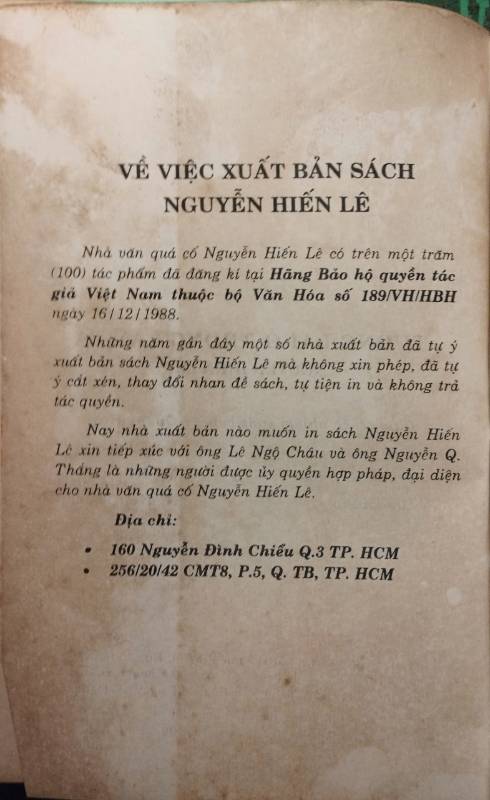 VỀ VIỆC XUẤT BẢN SÁCH
NGUYỄN HIẾN LÊ
Nhà văn quá cố Nguyễn Hiến Lê có trên một trăm
(100) tác phẩm đã đăng kí tại Hãng Bảo hộ quyền tác
giả Việt Nam thuộc bộ Văn Hóa số 189/VH/HBH
ngày 16/12/1988.
Những năm gần đây một số nhà xuất bản đã tự ý
xuất bản sách Nguyễn Hiến Lê mà không xin phép, đã tự
ý cắt xén, thay đổi nhan đề sách, tự tiện in và không trả
tác quyền.
Nay nhà xuất bản nào muốn in sách Nguyễn Hiến
Lê xin tiếp xúc với ông Lê Ngộ Châu và ông Nguyễn Q.
Thắng là những người được ủy quyền hợp pháp, đại diện
cho nhà văn quá cố Nguyễn Hiến Lê.
Địa chỉ:
• 160 Nguyễn Đình Chiểu Q.3 TP. HCM
• 256/20/42 CMT8, P.5, Q. TB, TP. HCM